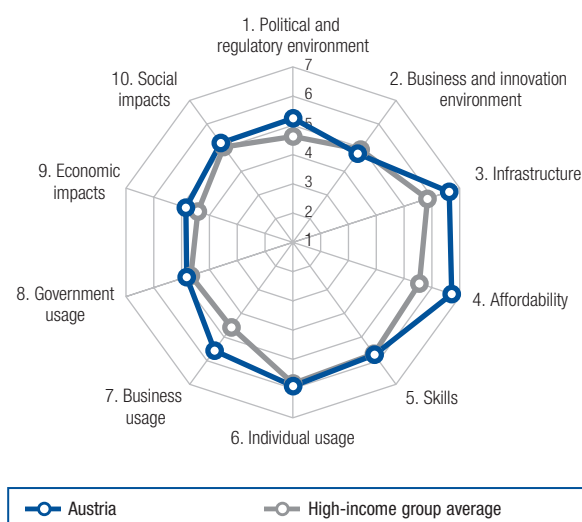 1. Political and
regulatory environment
2. Business and innovation
environment
3. Infrastructure
4. Affordability
5. Skills
6. Individual usage
7. Business
usage
8. Government
usage
9. Economic
impacts
10. Social
impacts
7
6
5
4
3
2
1
Austria
High-income group average